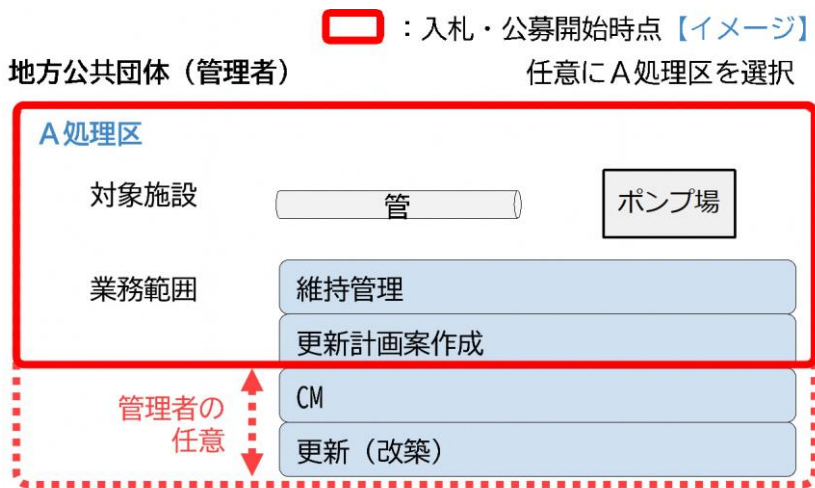 ：入札・公募開始時点【イメージ】
地方公共団体（管理者）
任意にA処理区を選択
A処理区
対象施設
管
ポンプ場
業務範囲
維持管理
更新計画案作成
管理者の
任意
CM
更新（改築）